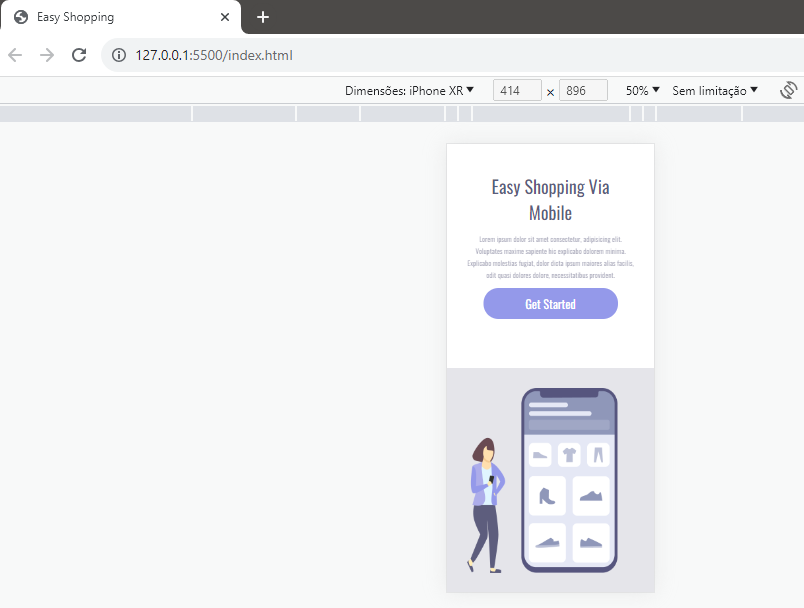 Easy Shopping
127.0.0.1:5500/index.html
Dimensões: iPhone XR 414 x 896 50% Sem limitação
Easy Shopping Via
Mobile
Lorem ipsum dolor sit amet consectetur, adipisicing elit.
Voluptates maxime sapiente hic explicabo dolorem minima.
Explicabo molestias fugiat, dolor dicta ipsum maiores alias facilis,
odit quasi dolores dolore, necessitatibus provident.
Get Started